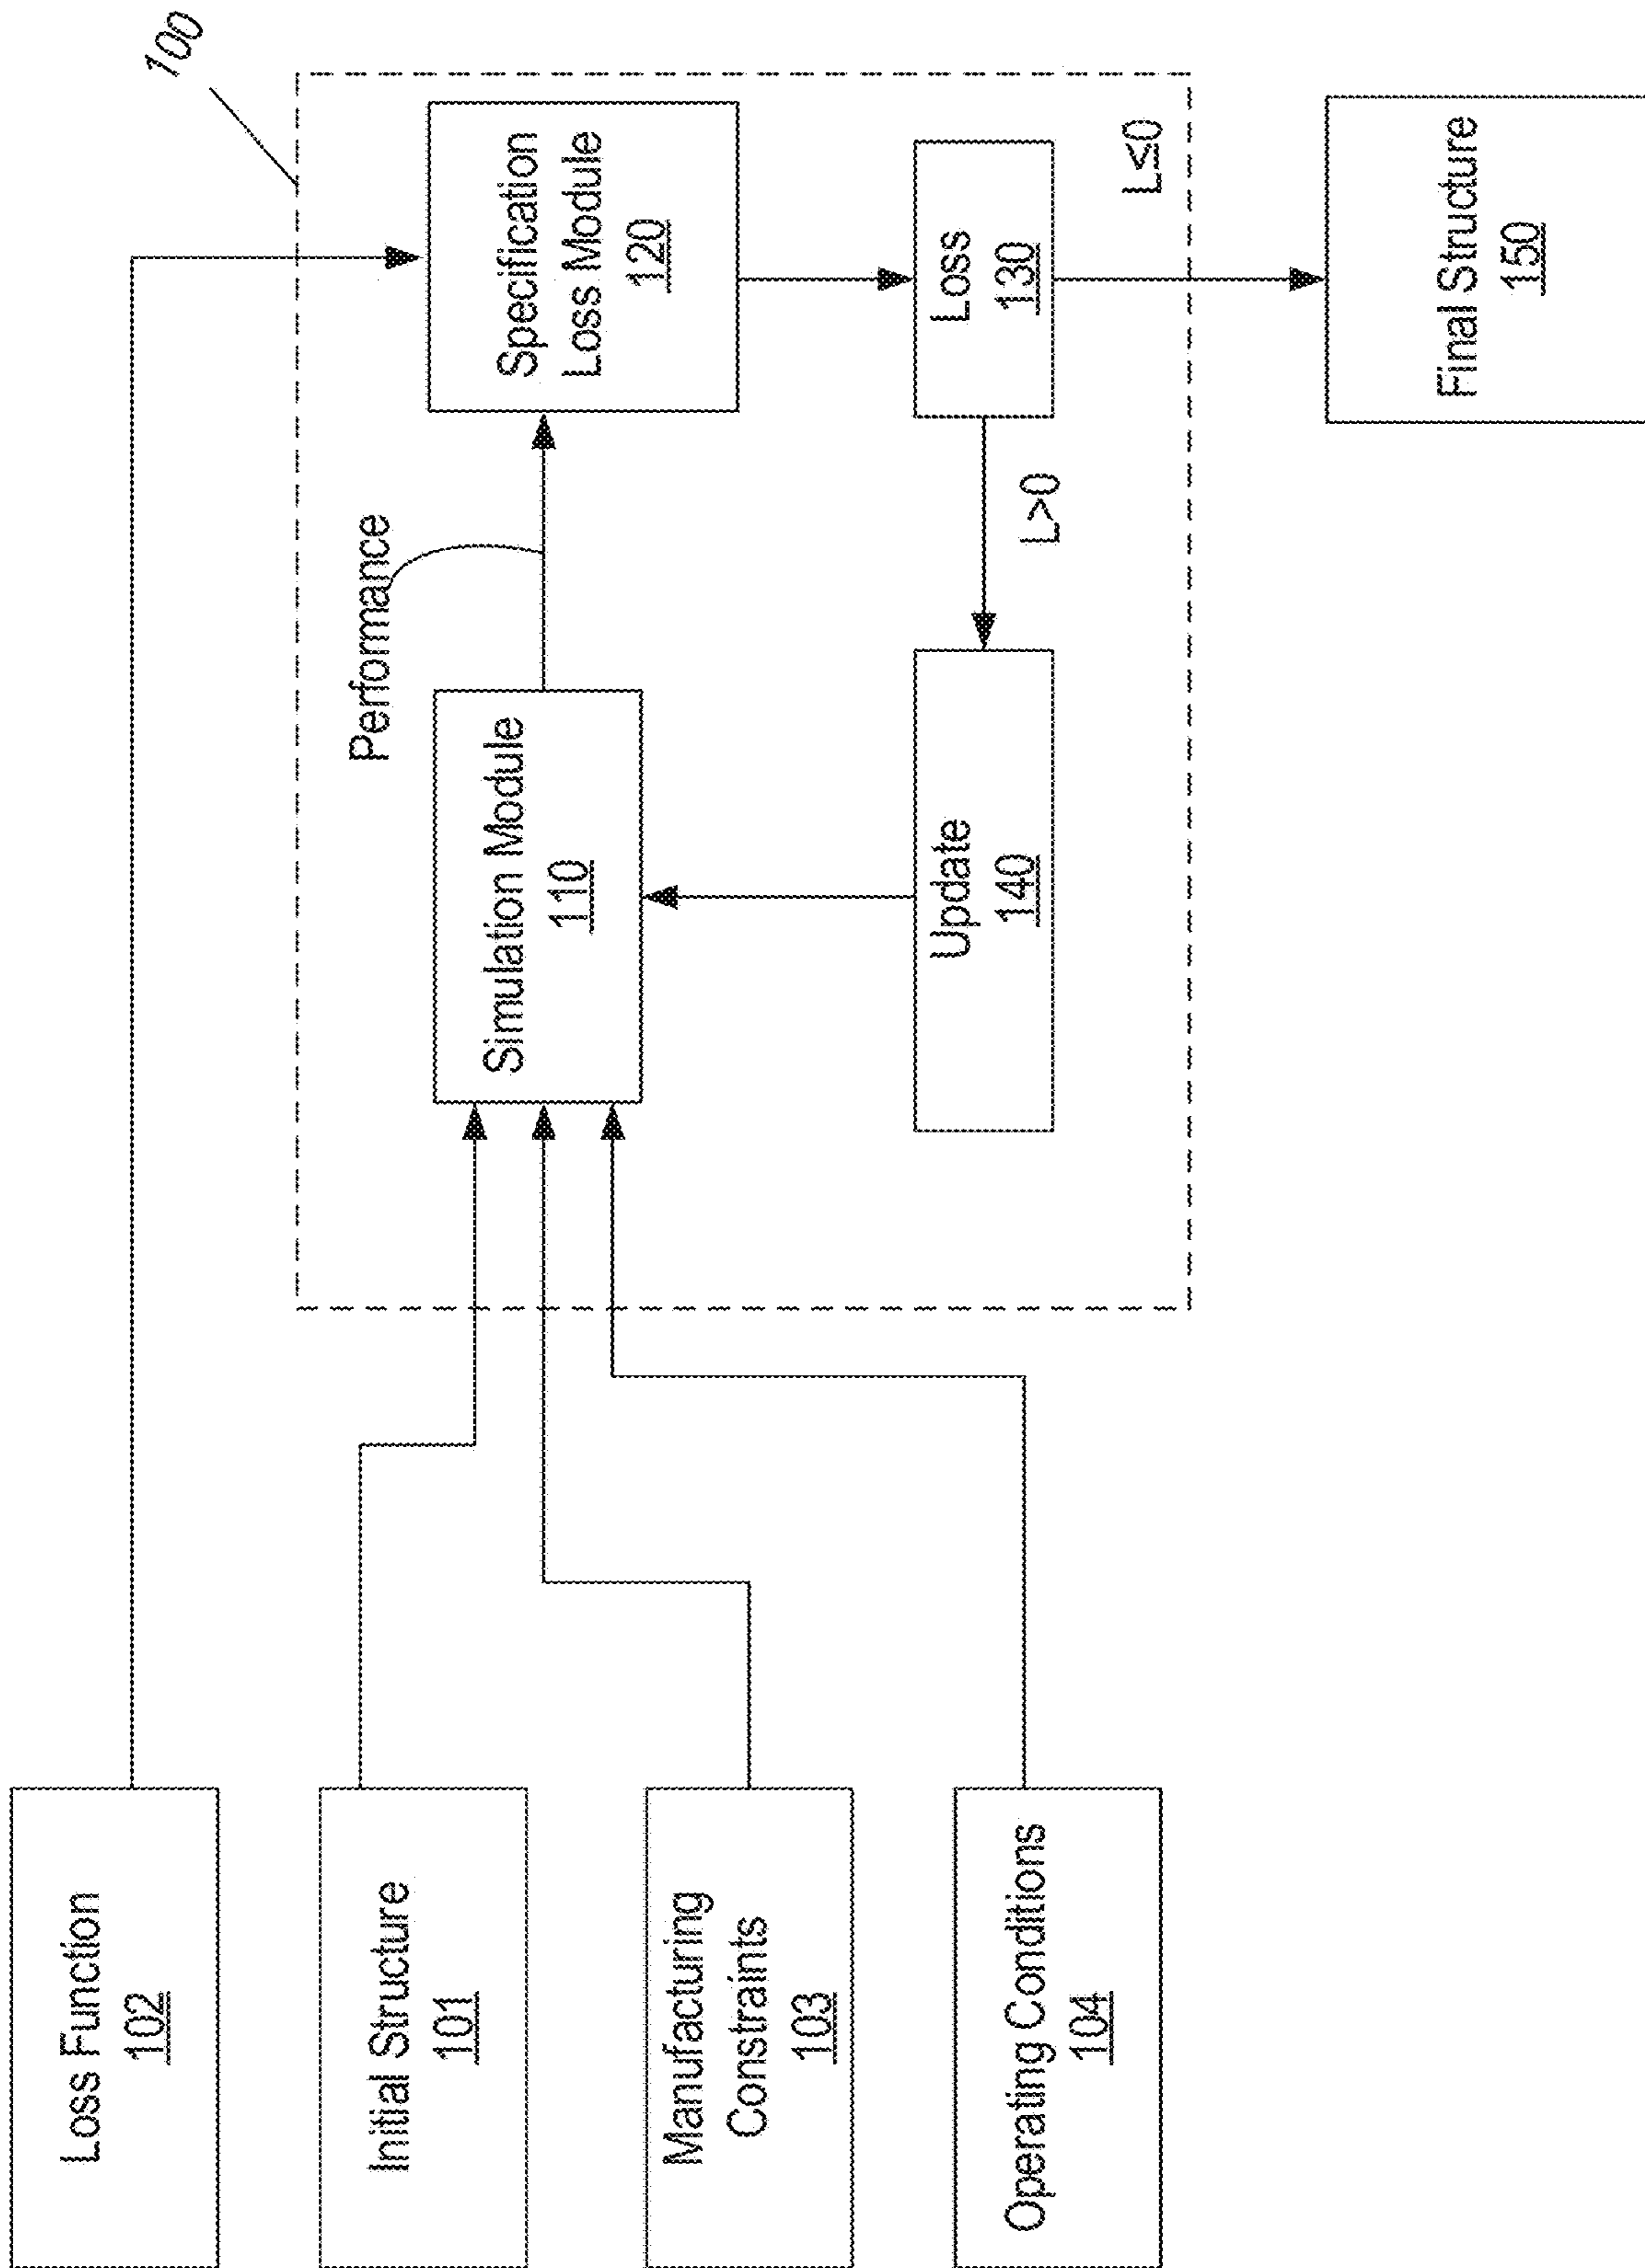 100
Loss Function
102
Initial Structure
101
Manufacturing
Constraints
103
Operating Conditions
104
Simulation Module
110
Performance
Specification
Loss Module
120
Loss
130
L>0
L≤0
Update
140
Final Structure
150